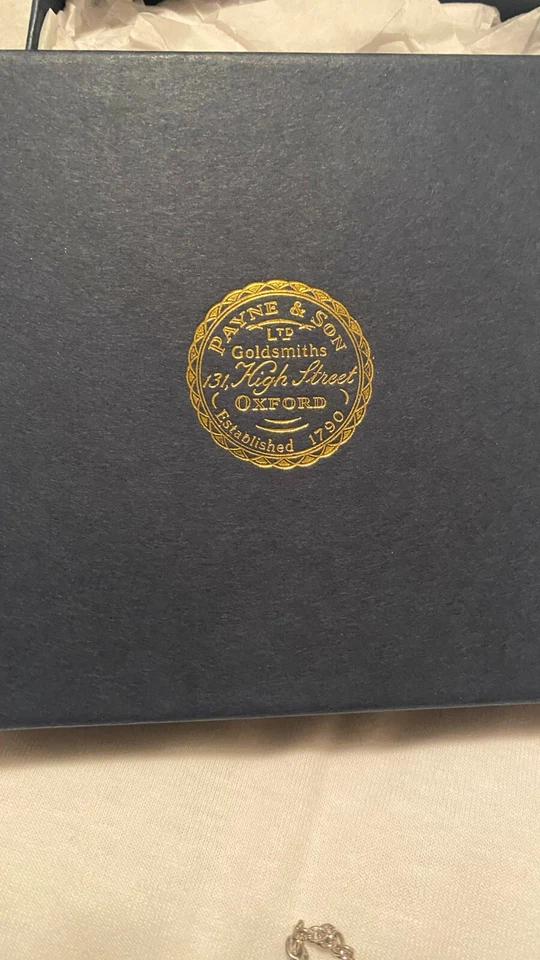 PAYNE & SON
LTD
Goldsmiths
131, High Street
OXFORD
Established 1790